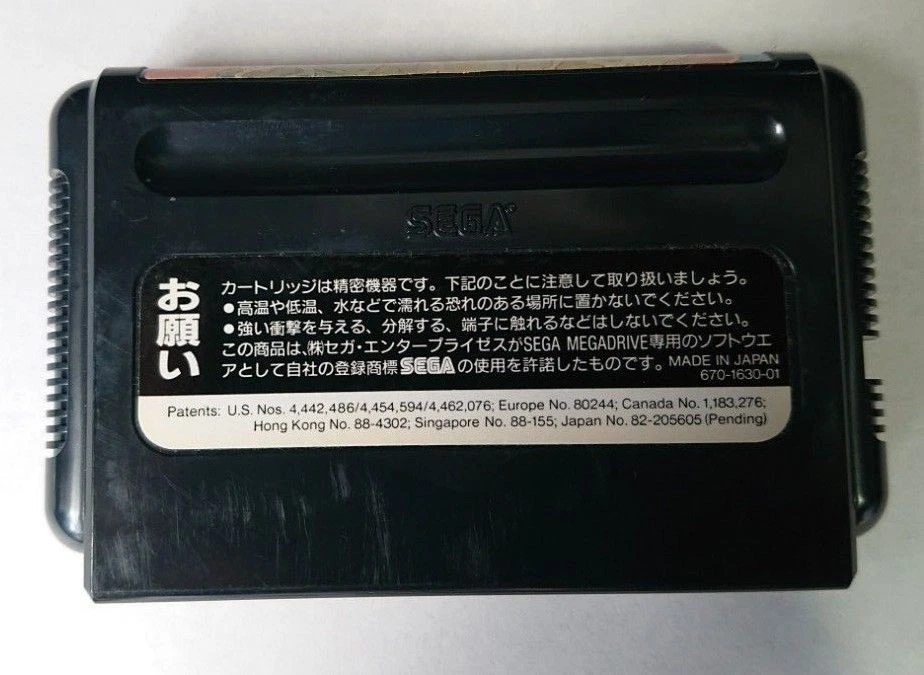 SEGA®
お願い
カートリッジは精密機器です。下記のことに注意して取り扱いましょう。
●高温や低温、水などで濡れる恐れのある場所に置かないでください。
●強い衝撃を与える、分解する、端子に触れるなどはしないでください。
この商品は、㈱セガ・エンタープライゼスがSEGA MEGADRIVE専用のソフトウエ
アとして自社の登録商標SEGAの使用を許諾したものです。MADE IN JAPAN
670-1630-01
Patents: U.S. Nos. 4,442,486/4,454,594/4,462,076; Europe No. 80244; Canada No. 1,183,276;
Hong Kong No. 88-4302; Singapore No. 88-155; Japan No. 82-205605 (Pending)